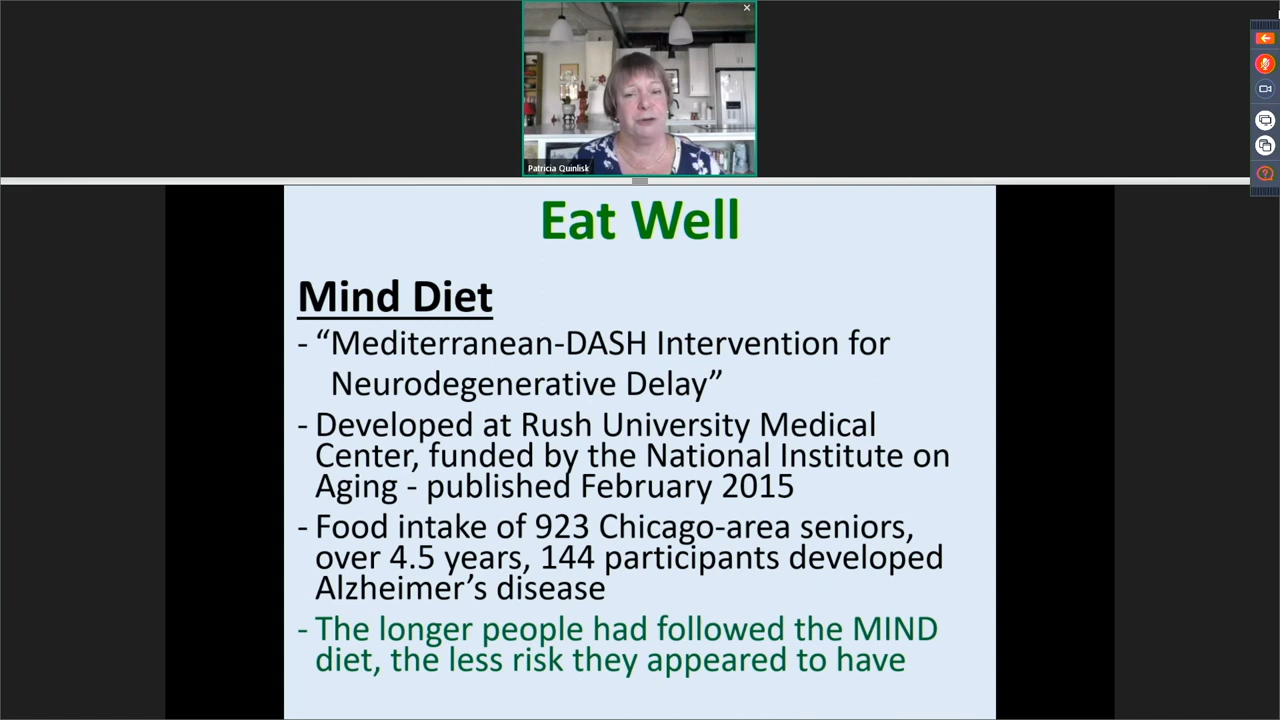 Patricia Quinlisk
Eat Well
Mind Diet
- “Mediterranean-DASH Intervention for
Neurodegenerative Delay”
- Developed at Rush University Medical
Center, funded by the National Institute on
Aging - published February 2015
- Food intake of 923 Chicago-area seniors,
over 4.5 years, 144 participants developed
Alzheimer’s disease
- The longer people had followed the MIND
diet, the less risk they appeared to have